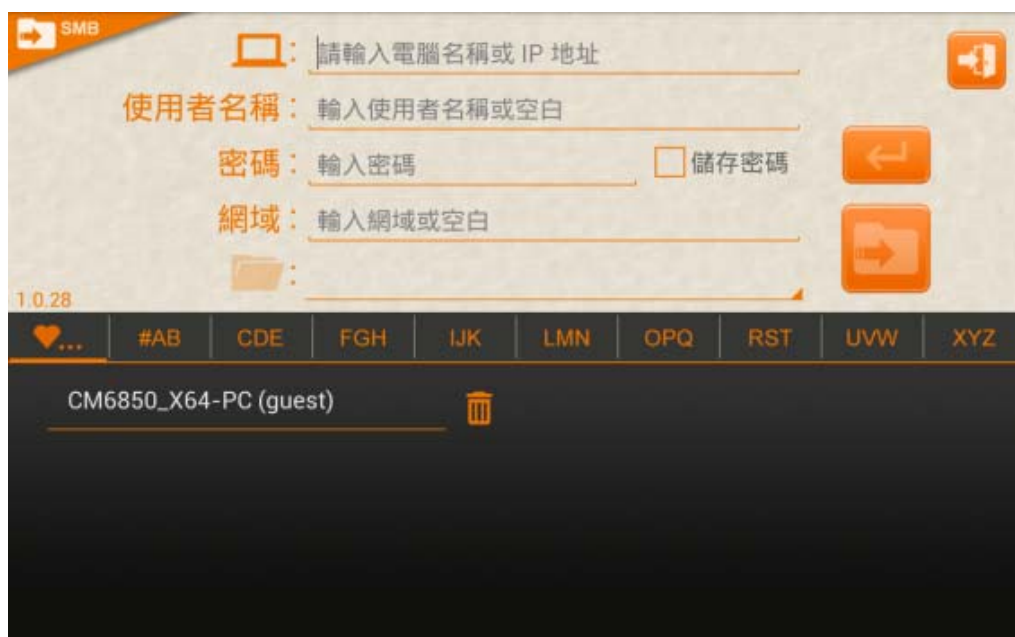 SMB
: 請輸入電腦名稱或 IP 地址
使用者名稱 : 輸入使用者名稱或空白
密碼 : 輸入密碼 儲存密碼
網域 : 輸入網域或空白
:
1.0.28
... #AB CDE FGH IJK LMN OPQ RST UVW XYZ
CM6850_X64-PC (guest)